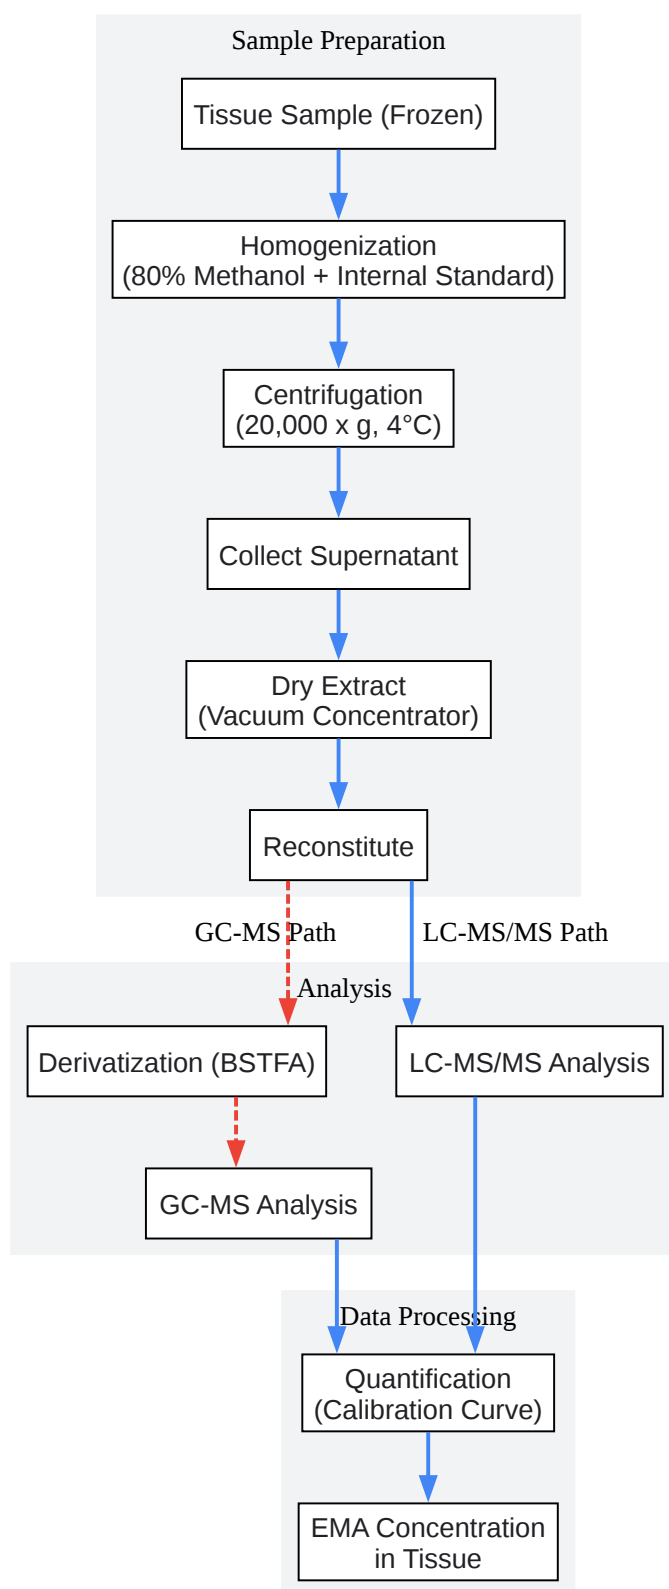 Sample Preparation
Tissue Sample (Frozen)
Homogenization
(80% Methanol + Internal Standard)
Centrifugation
(20,000 x g, 4°C)
Collect Supernatant
Dry Extract
(Vacuum Concentrator)
Reconstitute
GC-MS Path
LC-MS/MS Path
Analysis
Derivatization (BSTFA)
LC-MS/MS Analysis
GC-MS Analysis
Data Processing
Quantification
(Calibration Curve)
EMA Concentration
in Tissue